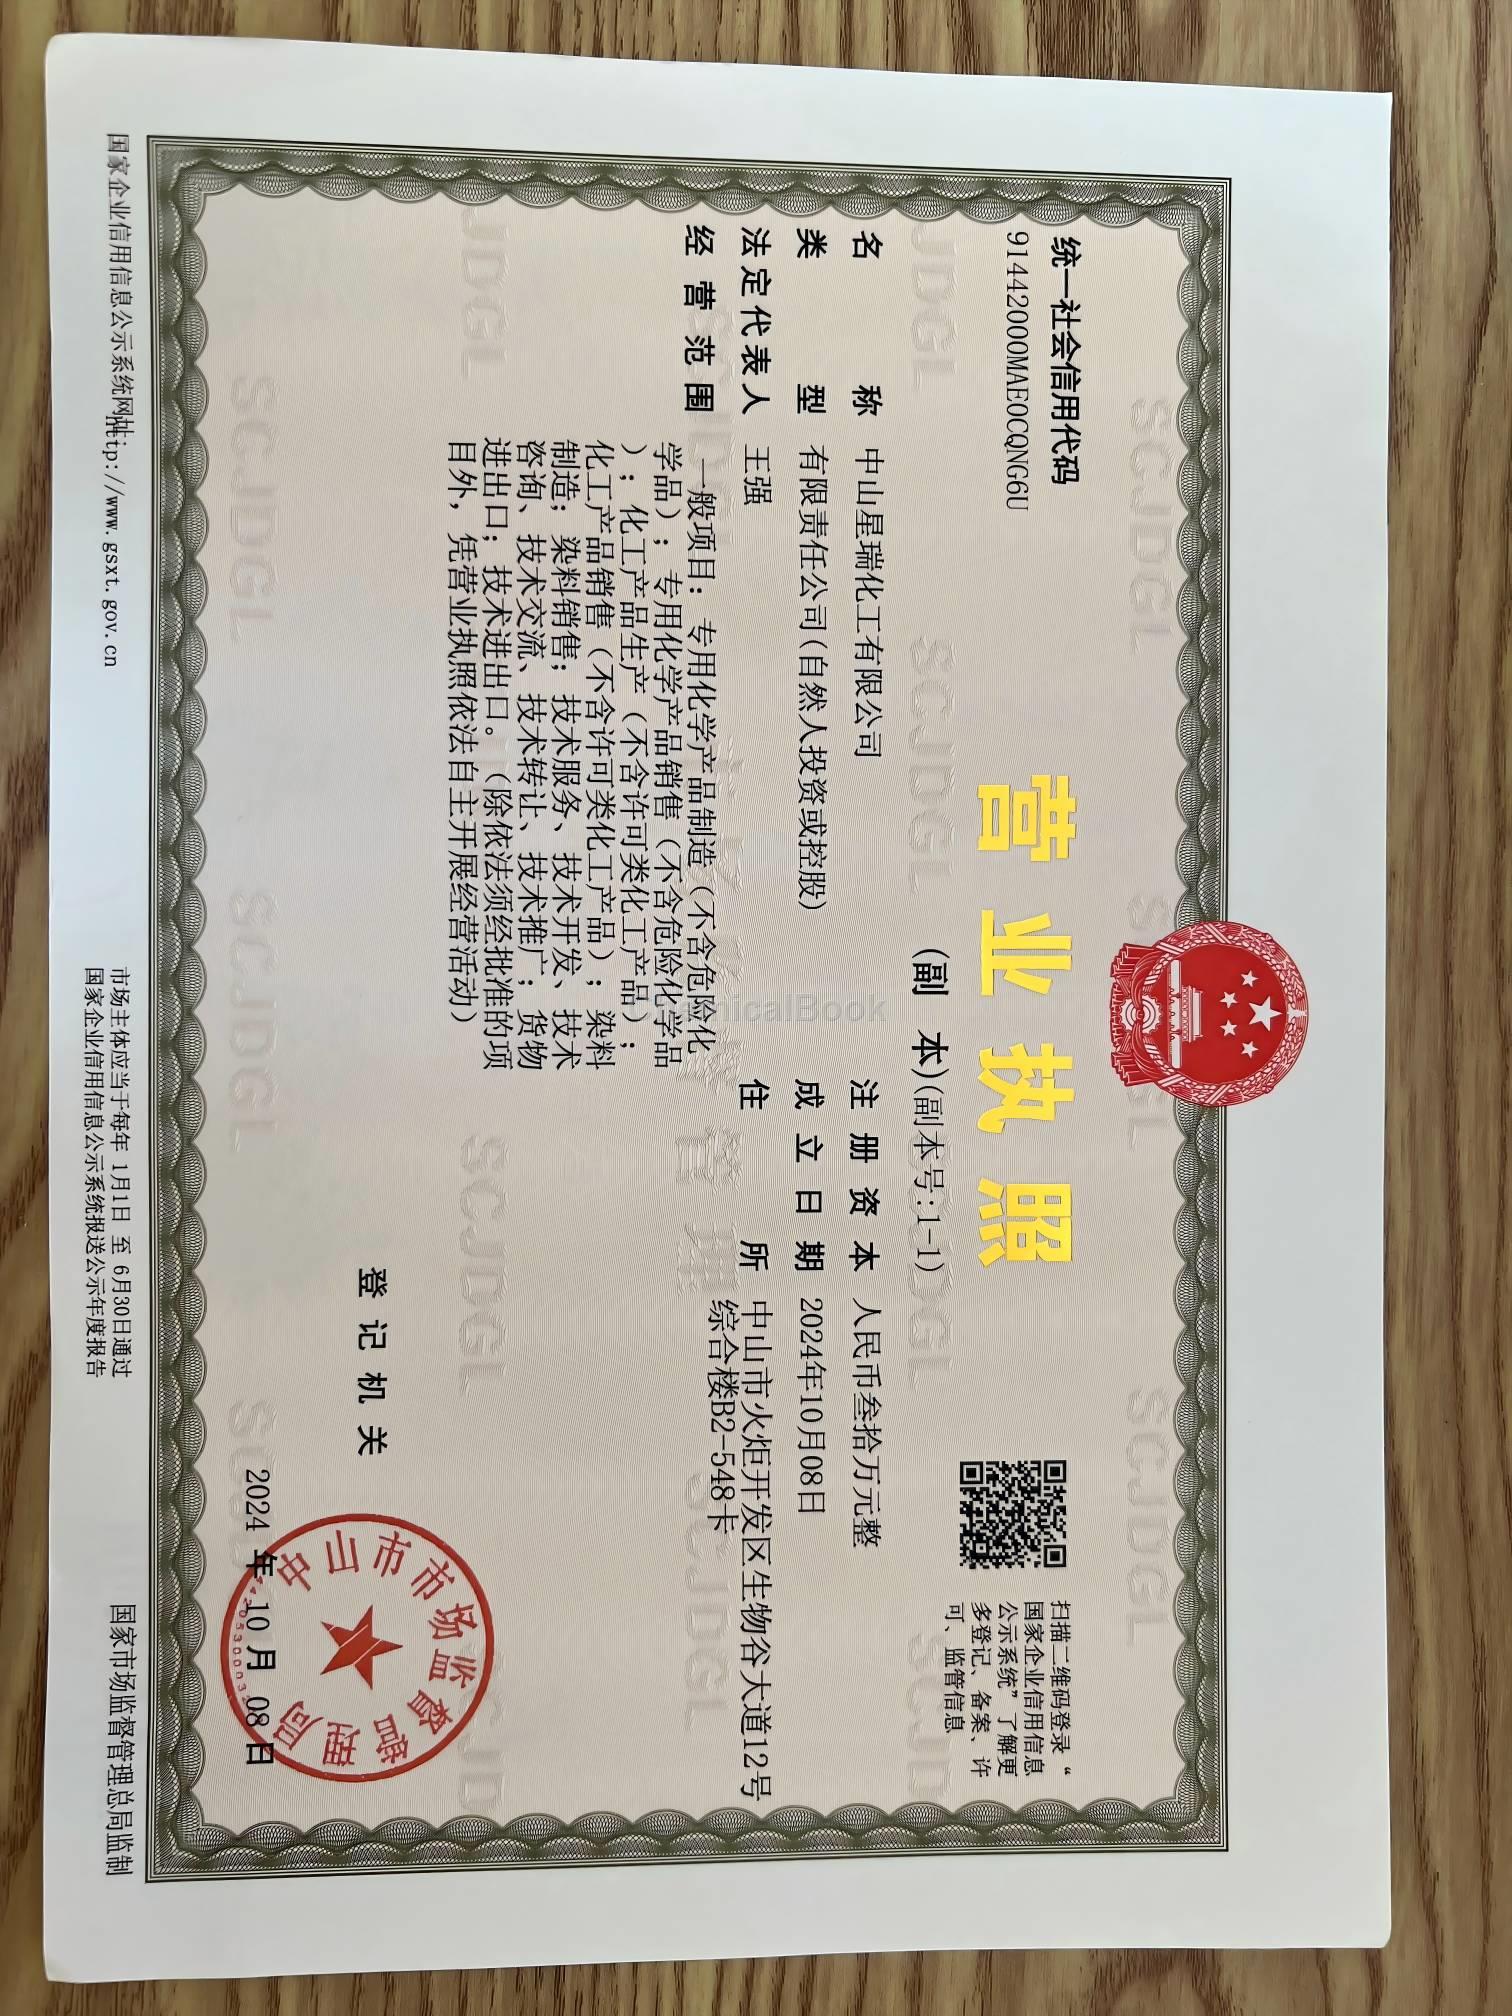 统一社会信用代码
91442000MAE0CQNG6U
营业执照
(副 本)(副本号:1-1)
扫描二维码登录“
国家企业信用信息
公示系统”了解更
多登记、备案、许
可、监管信息
名 称 中山星瑞化工有限公司
类 型 有限责任公司(自然人投资或控股)
法定代表人 王强
经营范围 一般项目：专用化学产品制造（不含危险化
学品）；专用化学产品销售（不含危险化学品
）；化工产品生产（不含许可类化工产品）；
化工产品销售（不含许可类化工产品）；染料
制造；染料销售；技术服务、技术开发、技术
咨询、技术交流、技术转让、技术推广；货物
进出口；技术进出口。（除依法须经批准的项
目外，凭营业执照依法自主开展经营活动）
注册资本 人民币叁拾万元整
成立日期 2024年10月08日
住 所 中山市火炬开发区生物谷大道12号
综合楼B2-548卡
登记机关
中山市市场监督管理局
2024 年 10 月 08 日
国家企业信用信息公示系统网址:
http://www.gsxt.gov.cn
市场主体应当于每年 1月1日 至 6月30日通过
国家企业信用信息公示系统报送公示年度报告
国家市场监督管理总局监制
SCJDGL
ChemicalBook